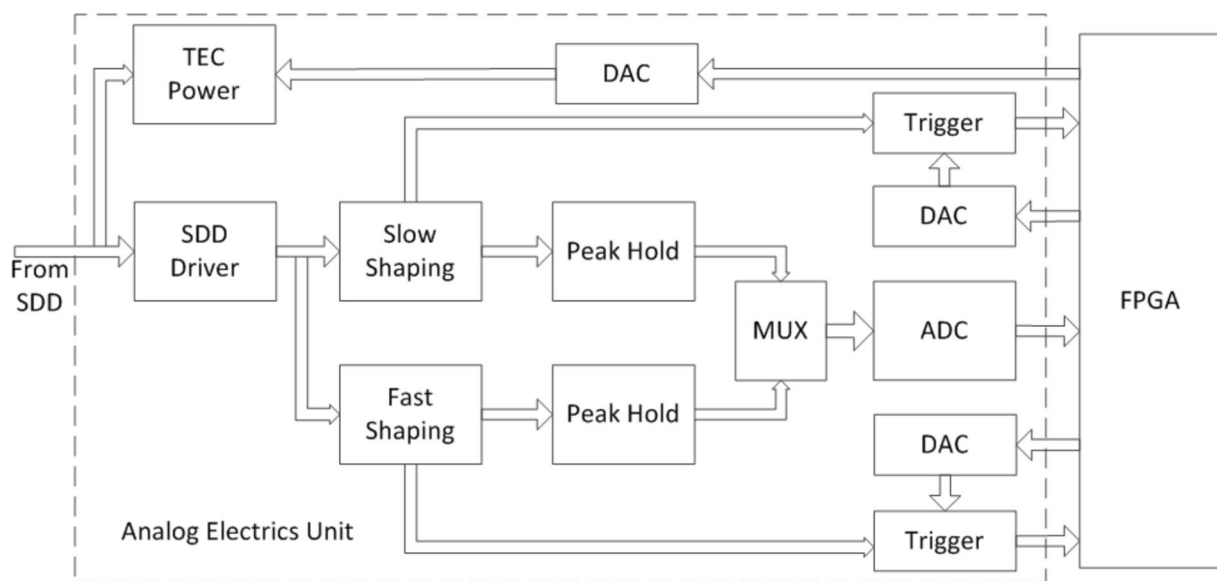 TEC
Power
DAC
Trigger
DAC
SDD
Driver
Slow
Shaping
Peak Hold
From
SDD
MUX
ADC
FPGA
Fast
Shaping
Peak Hold
DAC
Analog Electrics Unit
Trigger